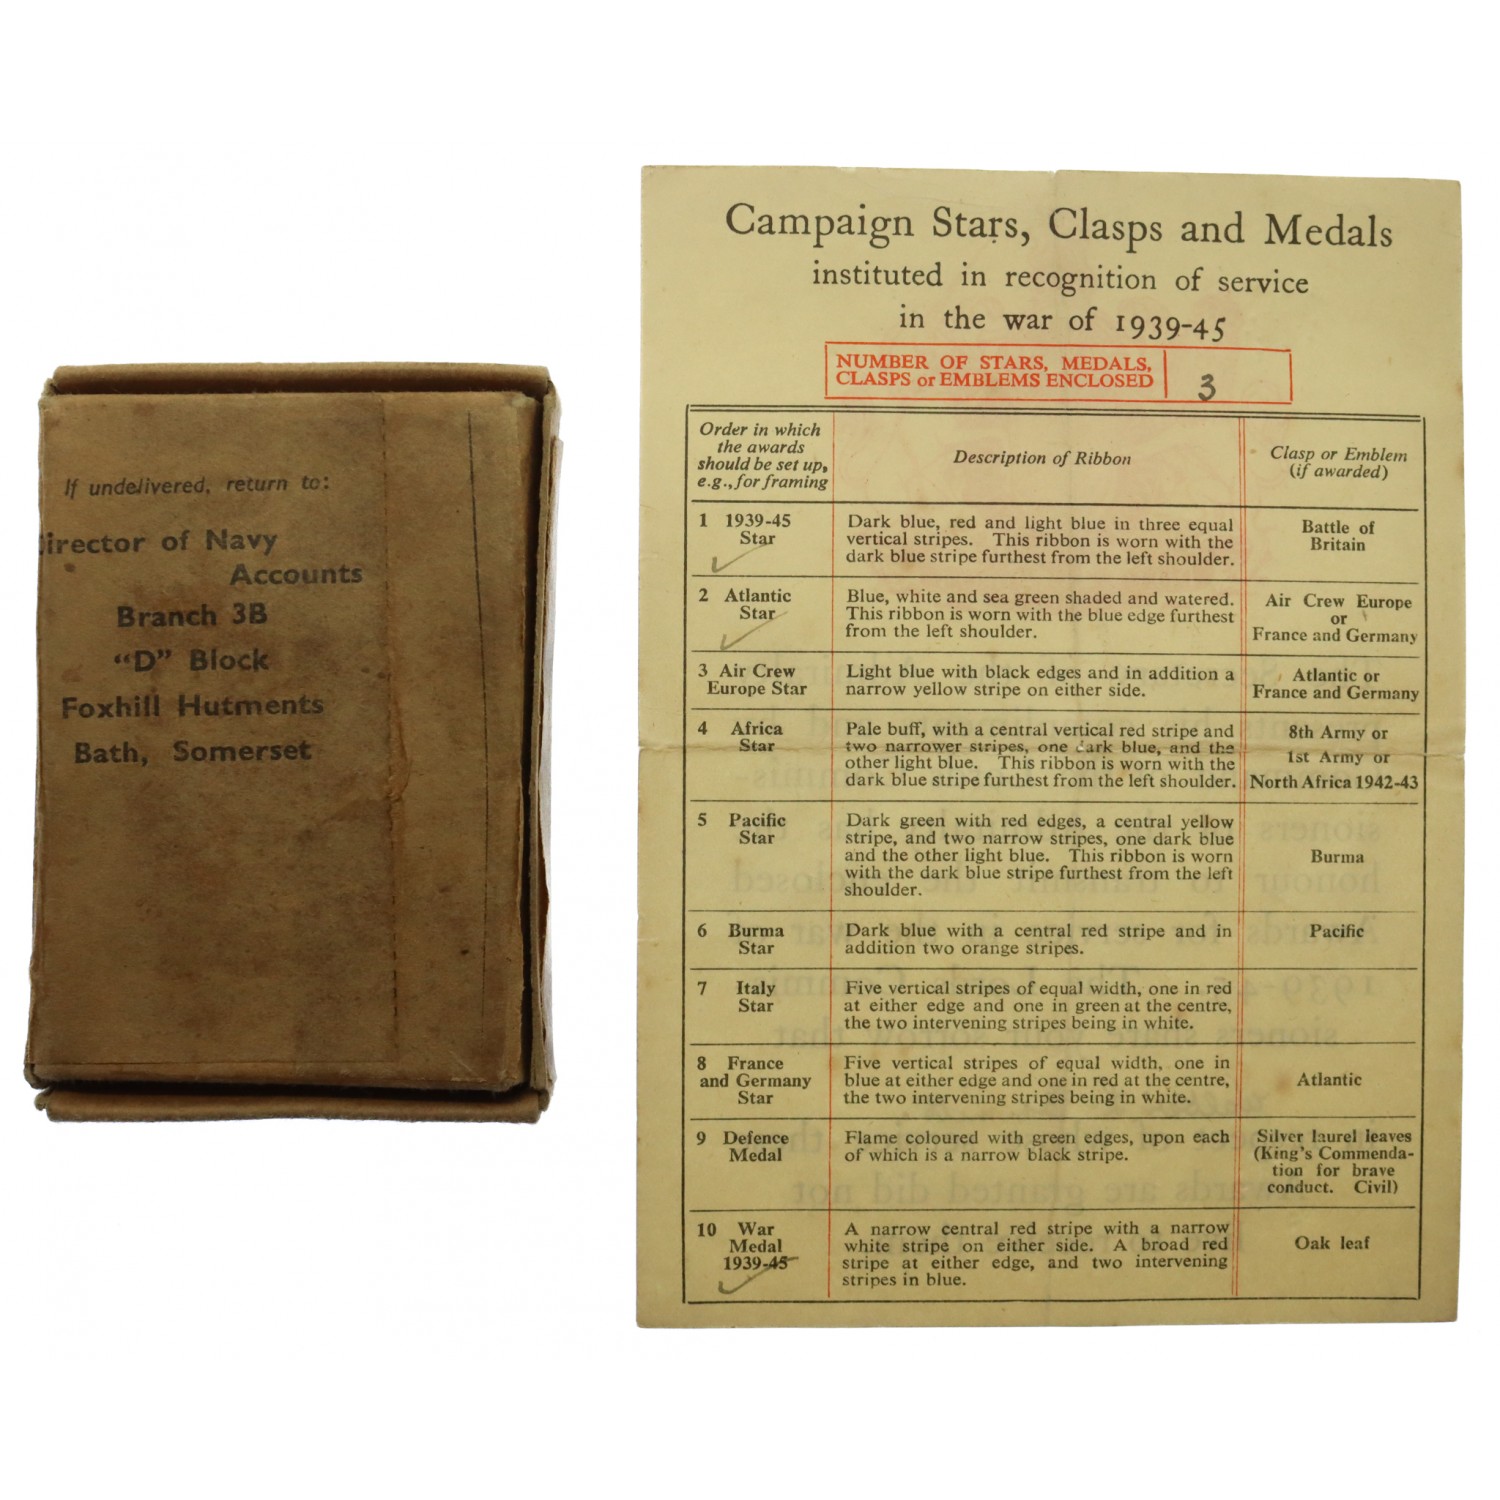 If undelivered, return to:
irector of Navy
Accounts
Branch 3B
"D" Block
Foxhill Hutments
Bath, Somerset
Campaign Stars, Clasps and Medals
instituted in recognition of service
in the war of 1939-45
NUMBER OF STARS, MEDALS,
CLASPS or EMBLEMS ENCLOSED
3
Order in which
the awards
should be set up,
e.g., for framing
Description of Ribbon
Clasp or Emblem
(if awarded)
1 1939-45
Star
Dark blue, red and light blue in three equal
vertical stripes. This ribbon is worn with the
dark blue stripe furthest from the left shoulder.
Battle of
Britain
2 Atlantic
Star
Blue, white and sea green shaded and watered.
This ribbon is worn with the blue edge furthest
from the left shoulder.
Air Crew Europe
or
France and Germany
3 Air Crew
Europe Star
Light blue with black edges and in addition a
narrow yellow stripe on either side.
Atlantic or
France and Germany
4 Africa
Star
Pale buff, with a central vertical red stripe and
two narrower stripes, one dark blue, and the
other light blue. This ribbon is worn with the
dark blue stripe furthest from the left shoulder.
8th Army or
1st Army or
North Africa 1942-43
5 Pacific
Star
Dark green with red edges, a central yellow
stripe, and two narrow stripes, one dark blue
and the other light blue. This ribbon is worn
with the dark blue stripe furthest from the left
shoulder.
Burma
6 Burma
Star
Dark blue with a central red stripe and in
addition two orange stripes.
Pacific
7 Italy
Star
Five vertical stripes of equal width, one in red
at either edge and one in green at the centre,
the two intervening stripes being in white.
8 France
and Germany
Star
Five vertical stripes of equal width, one in
blue at either edge and one in red at the centre,
the two intervening stripes being in white.
Atlantic
9 Defence
Medal
Flame coloured with green edges, upon each
of which is a narrow black stripe.
Silver laurel leaves
(King's Commenda-
tion for brave
conduct. Civil)
10 War
Medal
1939-45
A narrow central red stripe with a narrow
white stripe on either side. A broad red
stripe at either edge, and two intervening
stripes in blue.
Oak leaf